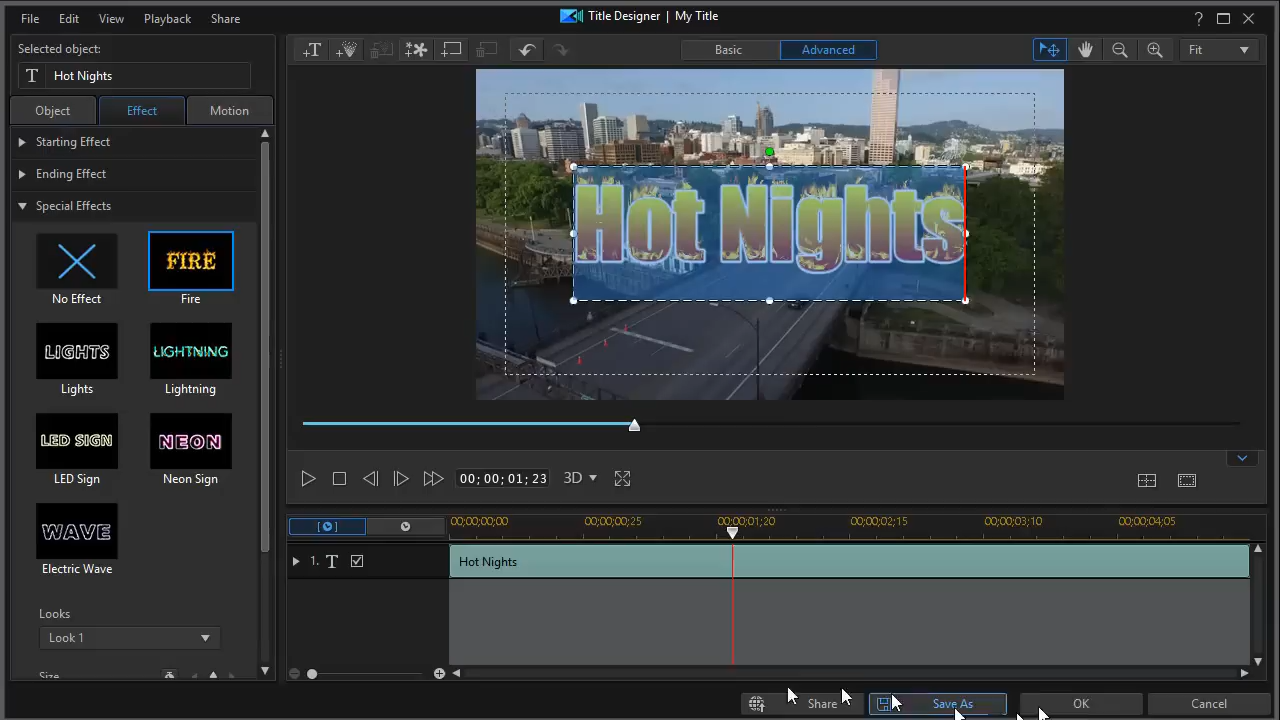 File Edit View Playback Share
Title Designer | My Title
?
Selected object:
T Hot Nights
Object Effect Motion
Starting Effect
Ending Effect
Special Effects
No Effect
FIRE
Fire
LIGHTS
Lights
LIGHTNING
Lightning
LED SIGN
LED Sign
NEON
Neon Sign
WAVE
Electric Wave
Looks
Look 1
Size
Basic Advanced
Fit
Hot Nights
00; 00; 01; 23
3D
00;00;00;00 00;00;00;25 00;00;01;20 00;00;02;15 00;00;03;10 00;00;04;05
1. T Hot Nights
Share Save As OK Cancel